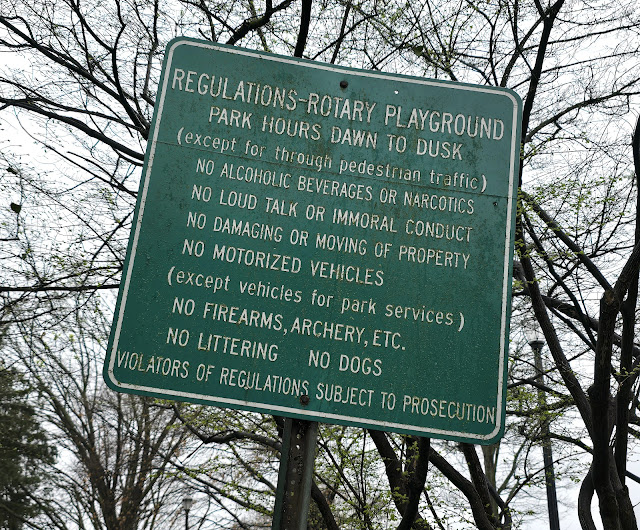 REGULATIONS-ROTARY PLAYGROUND
PARK HOURS DAWN TO DUSK
(except for through pedestrian traffic)
NO ALCOHOLIC BEVERAGES OR NARCOTICS
NO LOUD TALK OR IMMORAL CONDUCT
NO DAMAGING OR MOVING OF PROPERTY
NO MOTORIZED VEHICLES
(except vehicles for park services)
NO FIREARMS, ARCHERY, ETC.
NO LITTERING NO DOGS
VIOLATORS OF REGULATIONS SUBJECT TO PROSECUTION